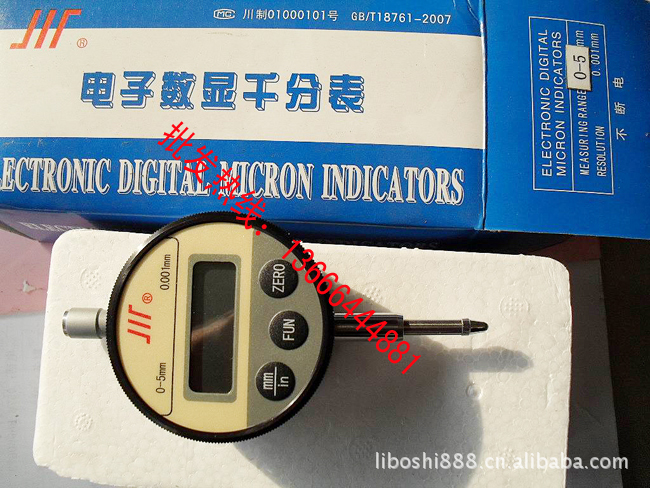 川制01000101号 GB/T18761-2007
®
电子数显千分表
ELECTRONIC DIGITAL MICRON INDICATORS
ELECTRONIC DIGITAL
MICRON INDICATORS
MEASURING RANGE 0-5 mm
RESOLUTION 0.001mm
不断电
批发热线：13666444881
0.001mm
®
0-5mm
ZERO
FUN
mm
in
liboshi888.cn.alibaba.com